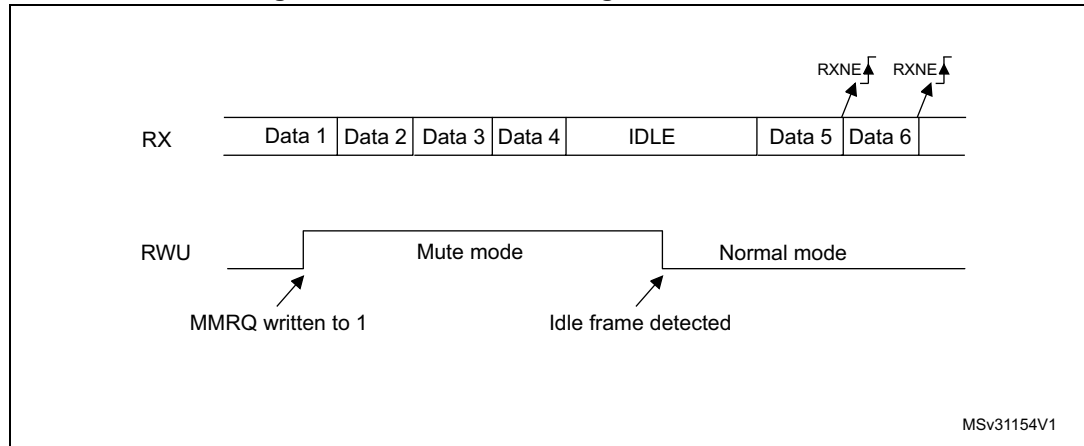 RXNE RXNE
RX Data 1 Data 2 Data 3 Data 4 IDLE Data 5 Data 6
RWU Mute mode Normal mode
MMRQ written to 1 Idle frame detected
MSv31154V1